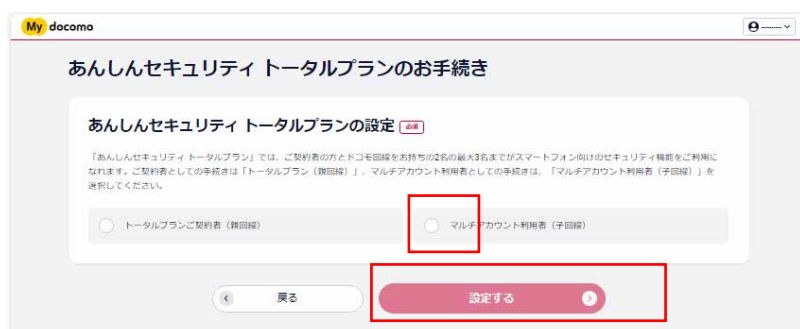 My docomo
あんしんセキュリティ トータルプランのお手続き
あんしんセキュリティ トータルプランの設定 必須
「あんしんセキュリティ トータルプラン」では、ご契約者の方とドコモ回線をお持ちの2名の最大3名までがスマートフォン向けのセキュリティ機能をご利用に
なれます。ご契約者としての手続きは「トータルプラン（親回線）」、マルチアカウント利用者としての手続きは、「マルチアカウント利用者（子回線）」を
選択してください。
トータルプランご契約者（親回線）
マルチアカウント利用者（子回線）
戻る
設定する